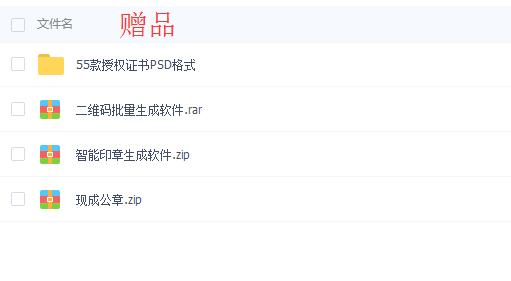 文件名 赠品
55款授权证书PSD格式
二维码批量生成软件.rar
智能印章生成软件.zip
现成公章.zip